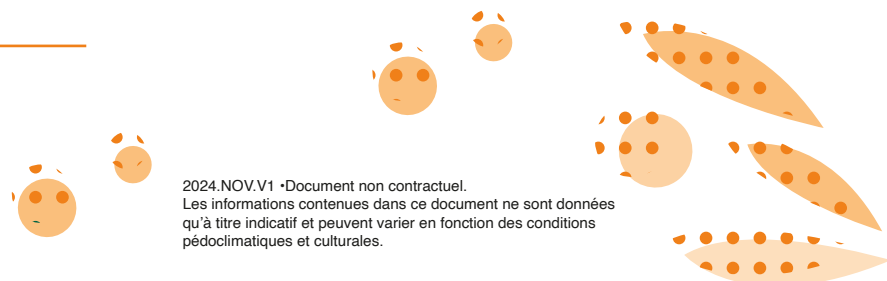 2024.NOV.V1 •Document non contractuel.
Les informations contenues dans ce document ne sont données
qu'à titre indicatif et peuvent varier en fonction des conditions
pédoclimatiques et culturales.